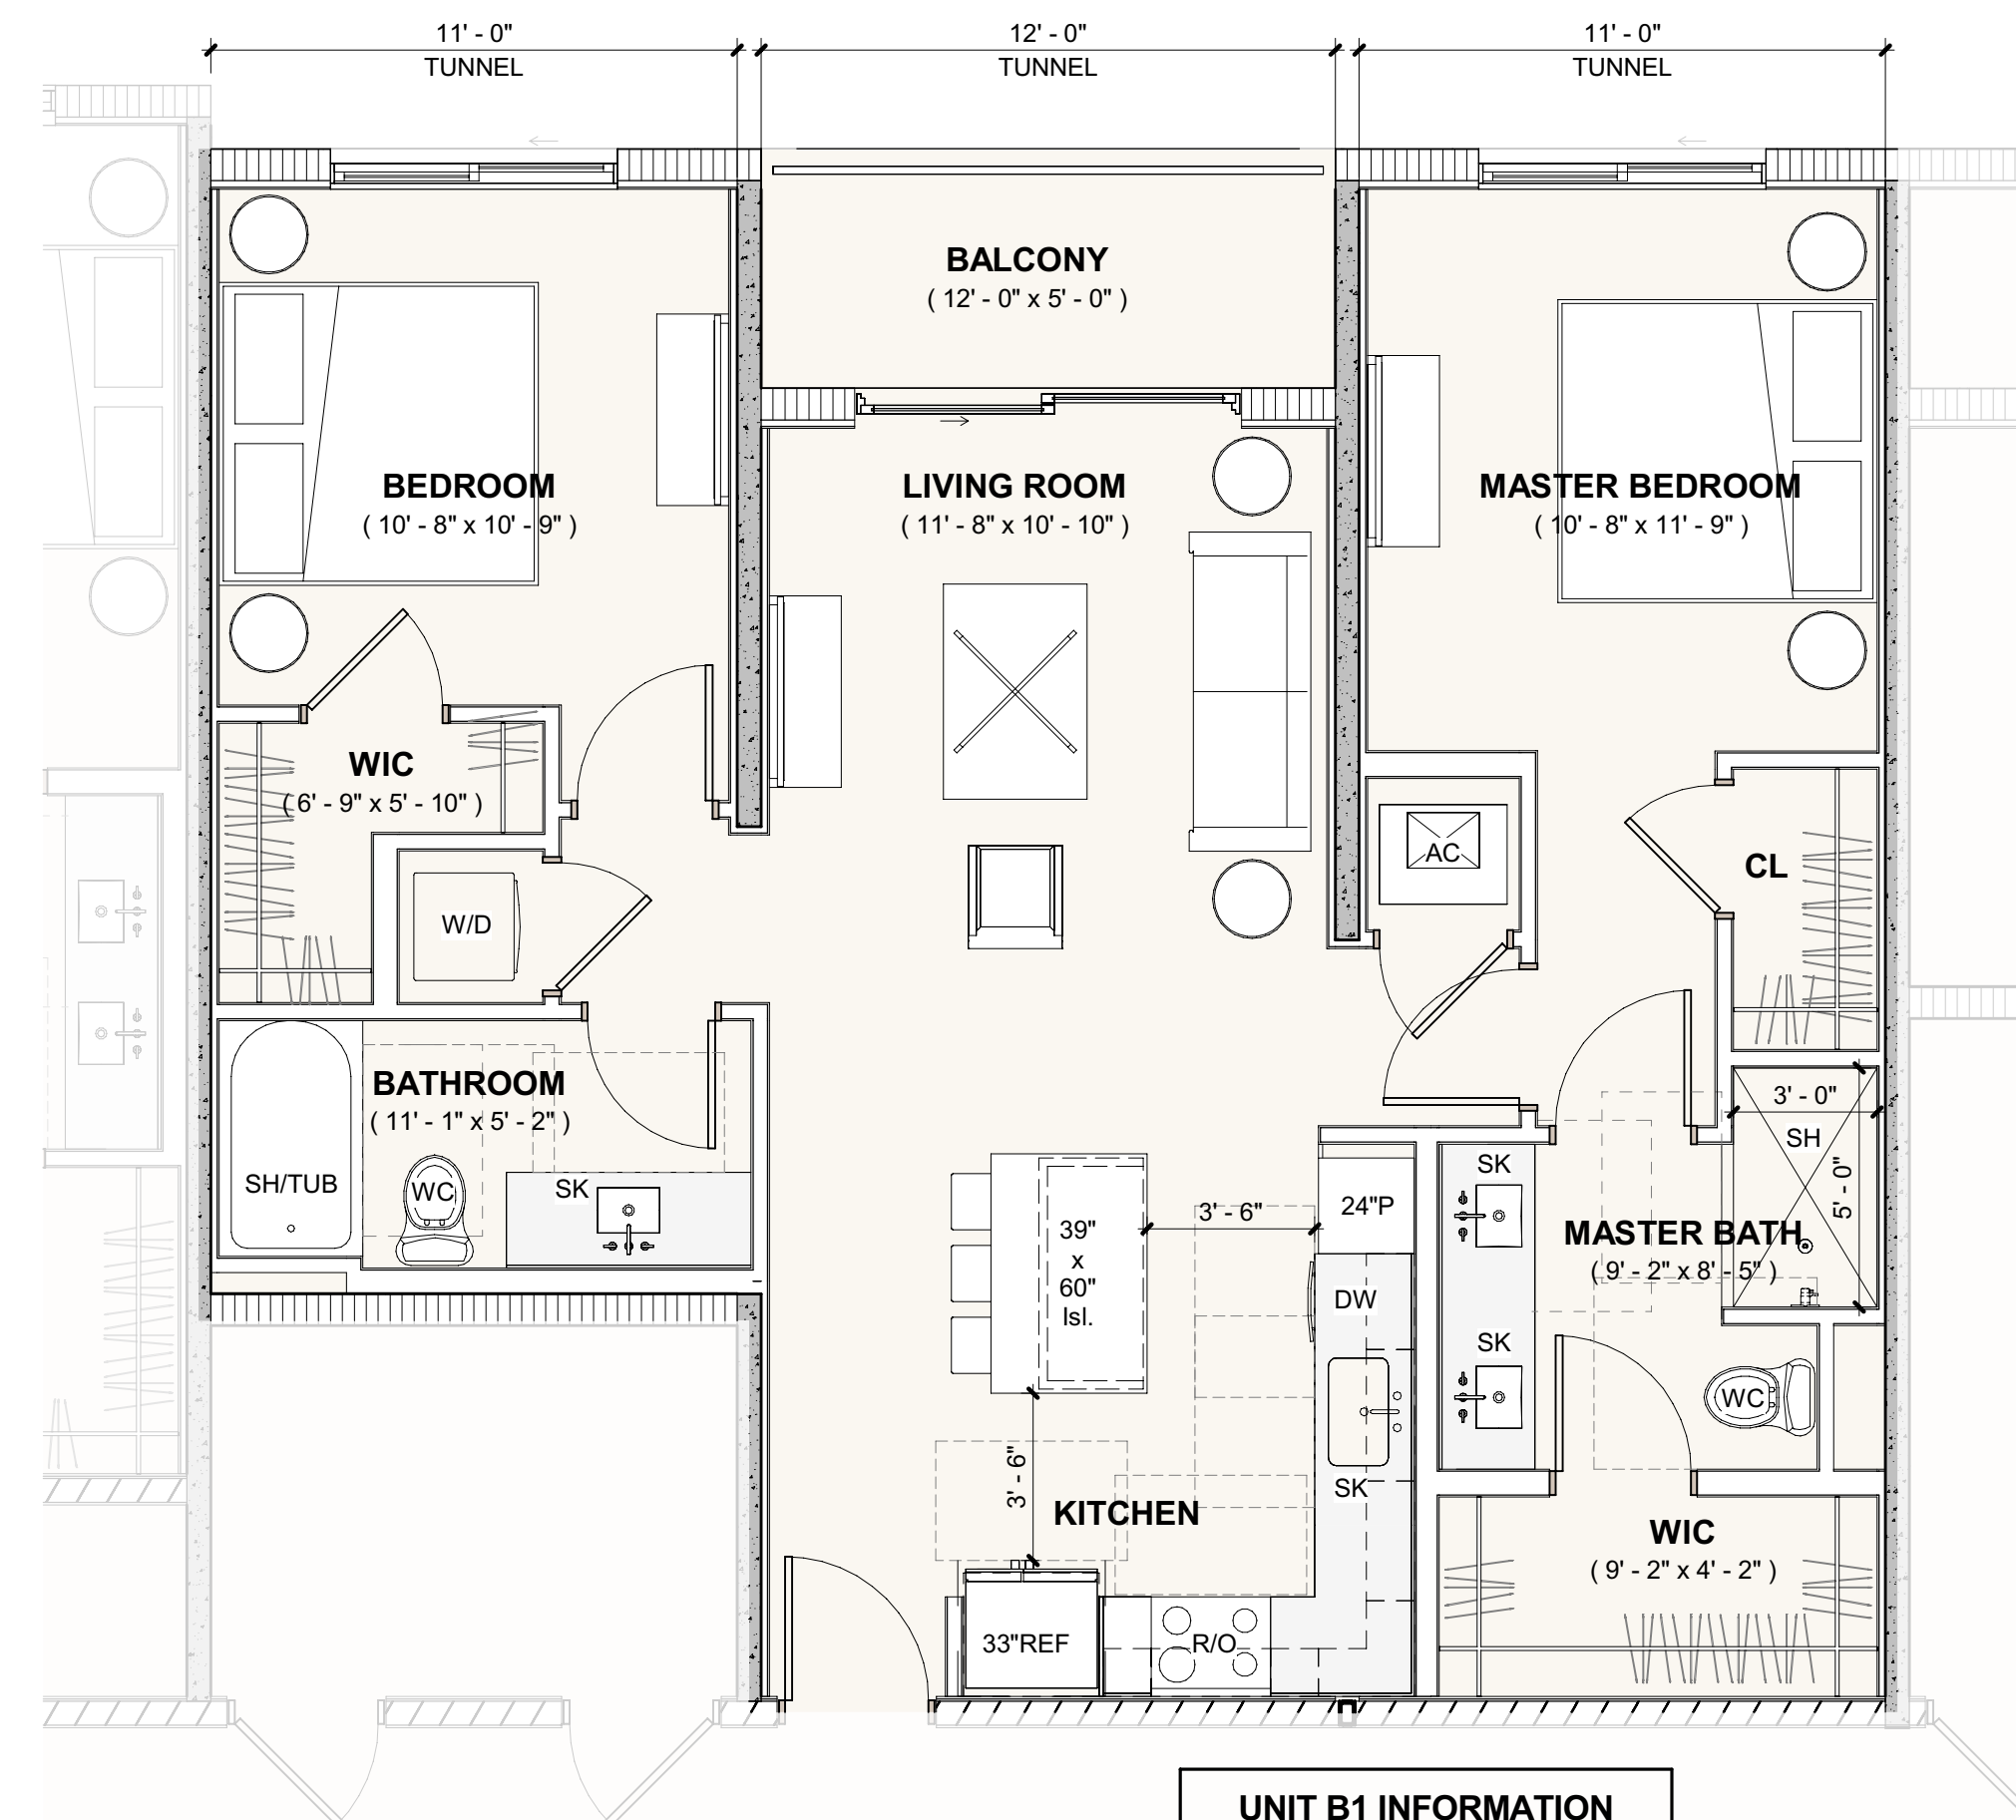 11' - 0"
TUNNEL
12' - 0"
TUNNEL
11' - 0"
TUNNEL
BALCONY
( 12' - 0" x 5' - 0" )
BEDROOM
( 10' - 8" x 10' - 9" )
LIVING ROOM
( 11' - 8" x 10' - 10" )
MASTER BEDROOM
( 10' - 8" x 11' - 9" )
WIC
( 6' - 9" x 5' - 10" )
W/D
AC
CL
BATHROOM
( 11' - 1" x 5' - 2" )
SH/TUB
WC
SK
39"
x
60"
Isl.
3' - 6"
24"P
DW
SK
3' - 6"
KITCHEN
33"REF
R/O
SK
SK
3' - 0"
SH
5' - 0"
MASTER BATH
( 9' - 2" x 8' - 5" )
WC
WIC
( 9' - 2" x 4' - 2" )
UNIT B1 INFORMATION